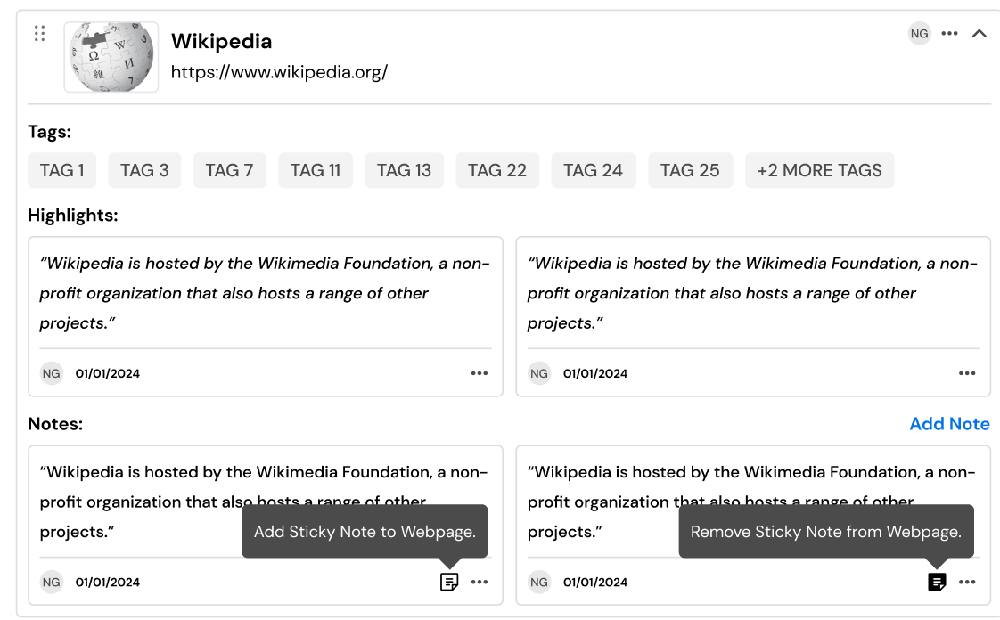 Wikipedia
https://www.wikipedia.org/
NG
Tags:
TAG 1 TAG 3 TAG 7 TAG 11 TAG 13 TAG 22 TAG 24 TAG 25 +2 MORE TAGS
Highlights:
“Wikipedia is hosted by the Wikimedia Foundation, a non-
profit organization that also hosts a range of other
projects.”
NG 01/01/2024
“Wikipedia is hosted by the Wikimedia Foundation, a non-
profit organization that also hosts a range of other
projects.”
NG 01/01/2024
Notes:
Add Note
“Wikipedia is hosted by the Wikimedia Foundation, a non-
profit organization that also hosts a range of other
projects.”
Add Sticky Note to Webpage.
NG 01/01/2024
“Wikipedia is hosted by the Wikimedia Foundation, a non-
profit organization that also hosts a range of other
projects.”
Remove Sticky Note from Webpage.
NG 01/01/2024